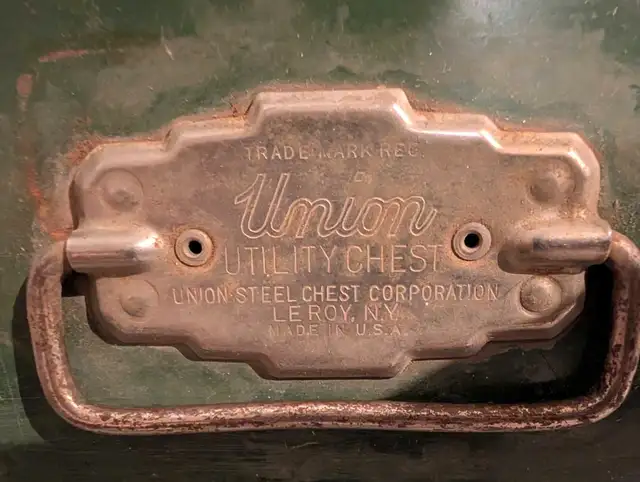 TRADE MARK REG.
Union
UTILITY CHEST
UNION STEEL CHEST CORPORATION
LE ROY, N.Y.
MADE IN U.S.A.